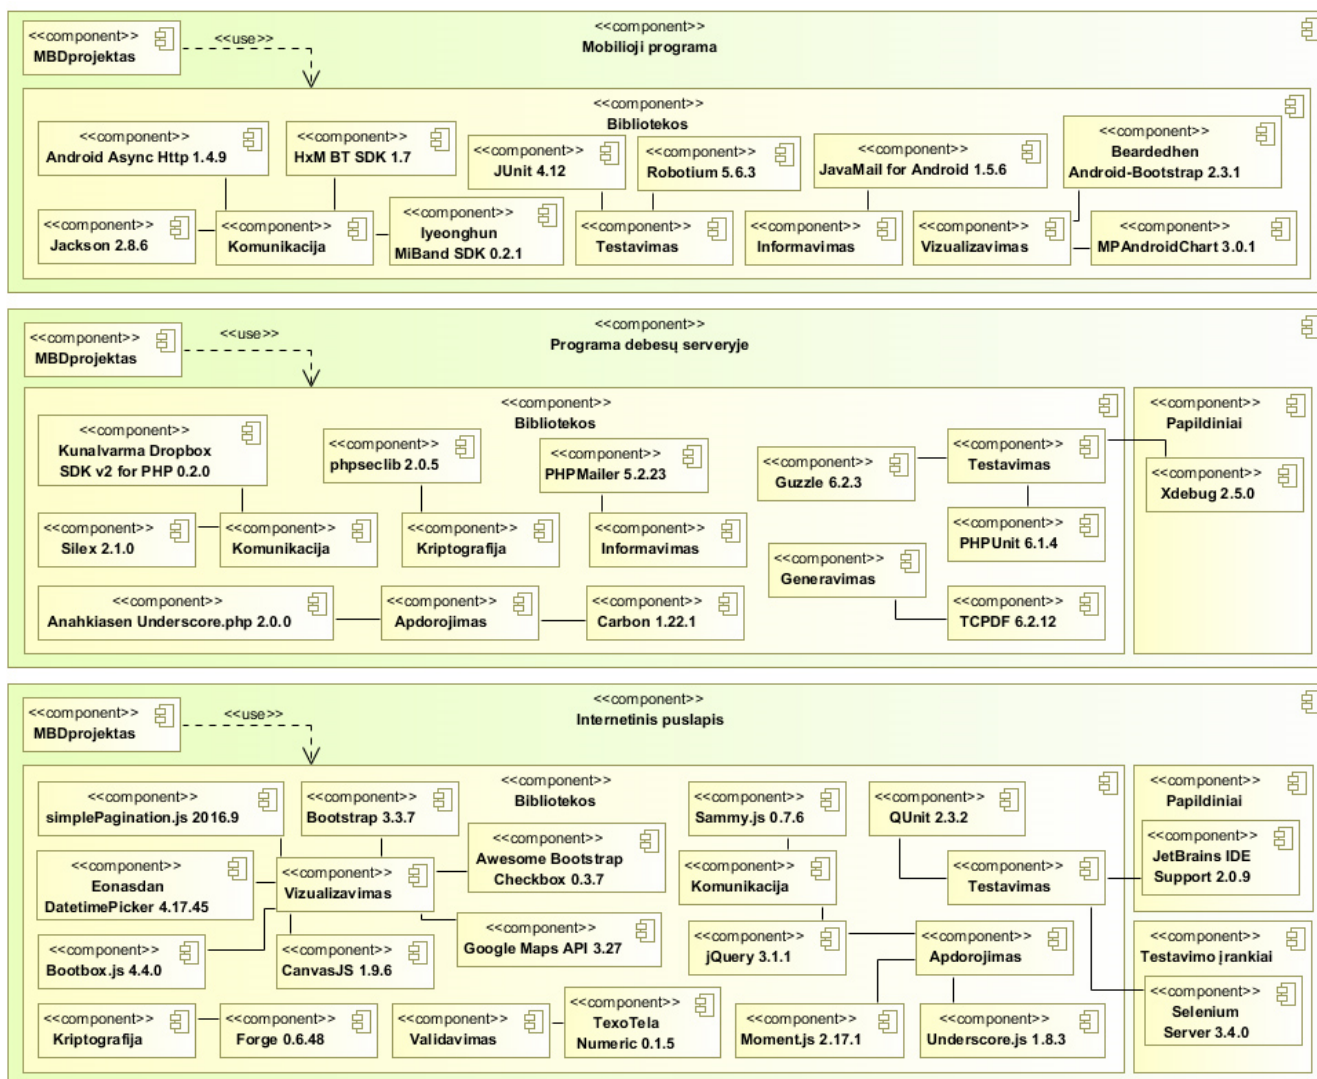 <<component>>
Mobilioji programa
<<component>>
MBDprojektas
<<use>>
<<component>>
Bibliotekos
<<component>>
Android Async Http 1.4.9
<<component>>
HxM BT SDK 1.7
<<component>>
JUnit 4.12
<<component>>
Robotium 5.6.3
<<component>>
JavaMail for Android 1.5.6
<<component>>
Beardedhen
Android-Bootstrap 2.3.1
<<component>>
Jackson 2.8.6
<<component>>
Komunikacija
<<component>>
Iyeonghun
MiBand SDK 0.2.1
<<component>>
Testavimas
<<component>>
Informavimas
<<component>>
Vizualizavimas
<<component>>
MPAndroidChart 3.0.1
<<component>>
Programa debesų serveryje
<<component>>
MBDprojektas
<<use>>
<<component>>
Bibliotekos
<<component>>
Papildiniai
<<component>>
Kunalvarma Dropbox
SDK v2 for PHP 0.2.0
<<component>>
phpseclib 2.0.5
<<component>>
PHPMailer 5.2.23
<<component>>
Guzzle 6.2.3
<<component>>
Testavimas
<<component>>
Xdebug 2.5.0
<<component>>
Silex 2.1.0
<<component>>
Komunikacija
<<component>>
Kriptografija
<<component>>
Informavimas
<<component>>
PHPUnit 6.1.4
<<component>>
Generavimas
<<component>>
Anahkiasen Underscore.php 2.0.0
<<component>>
Apdorojimas
<<component>>
Carbon 1.22.1
<<component>>
TCPDF 6.2.12
<<component>>
Internetinis puslapis
<<component>>
MBDprojektas
<<use>>
<<component>>
Bibliotekos
<<component>>
Papildiniai
<<component>>
simplePagination.js 2016.9
<<component>>
Bootstrap 3.3.7
<<component>>
Sammy.js 0.7.6
<<component>>
QUnit 2.3.2
<<component>>
JetBrains IDE
Support 2.0.9
<<component>>
Eonasdan
DatetimePicker 4.17.45
<<component>>
Vizualizavimas
<<component>>
Awesome Bootstrap
Checkbox 0.3.7
<<component>>
Komunikacija
<<component>>
Testavimas
<<component>>
Bootbox.js 4.4.0
<<component>>
CanvasJS 1.9.6
<<component>>
Google Maps API 3.27
<<component>>
jQuery 3.1.1
<<component>>
Apdorojimas
<<component>>
Testavimo įrankiai
<<component>>
Selenium
Server 3.4.0
<<component>>
Kriptografija
<<component>>
Forge 0.6.48
<<component>>
Validavimas
<<component>>
TexoTela
Numeric 0.1.5
<<component>>
Moment.js 2.17.1
<<component>>
Underscore.js 1.8.3